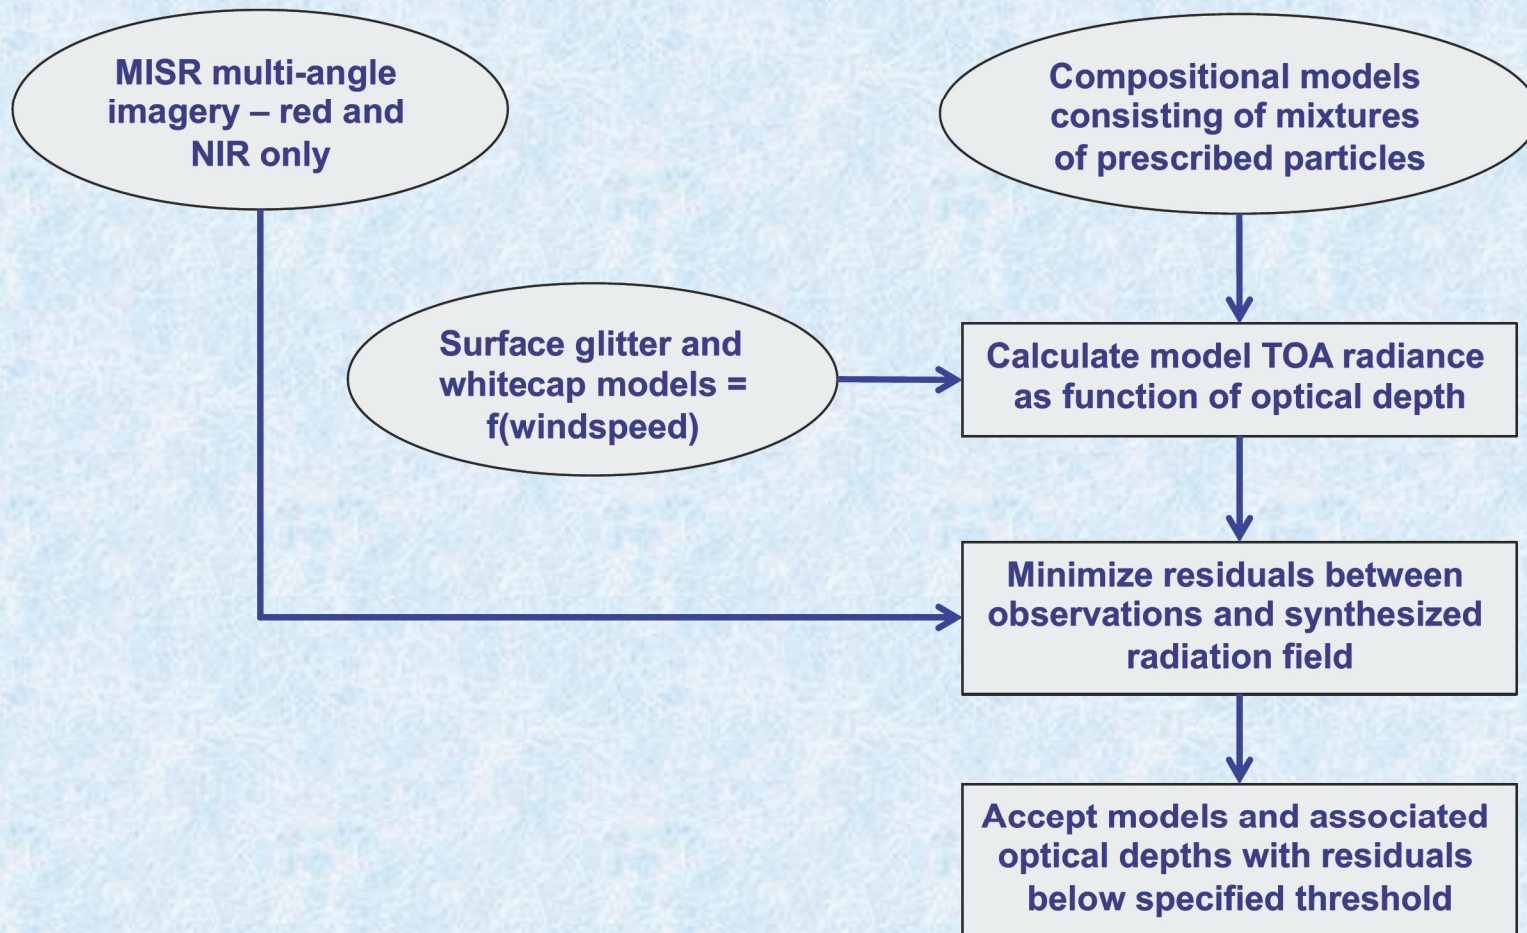 MISR multi-angle
imagery – red and
NIR only
Compositional models
consisting of mixtures
of prescribed particles
Surface glitter and
whitecap models =
f(windspeed)
Calculate model TOA radiance
as function of optical depth
Minimize residuals between
observations and synthesized
radiation field
Accept models and associated
optical depths with residuals
below specified threshold